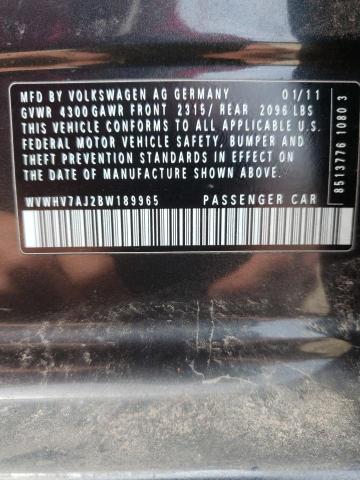 MFD BY VOLKSWAGEN AG GERMANY 01/11
GVWR 4300 GAWR FRONT 2315/ REAR 2096 LBS
THIS VEHICLE CONFORMS TO ALL APPLICABLE U.S.
FEDERAL MOTOR VEHICLE SAFETY, BUMPER AND
THEFT PREVENTION STANDARDS IN EFFECT ON
THE DATE OF MANUFACTURE SHOWN ABOVE.
WVWHV7AJ2BW189965 PASSENGER CAR
8513776 1080 3